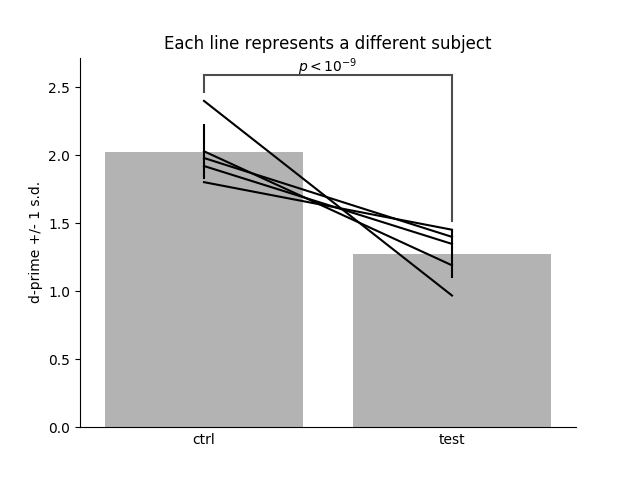 Each line represents a different subject
p < 10⁻⁹
2.5
2.0
1.5
1.0
0.5
0.0
d-prime +/- 1 s.d.
ctrl
test